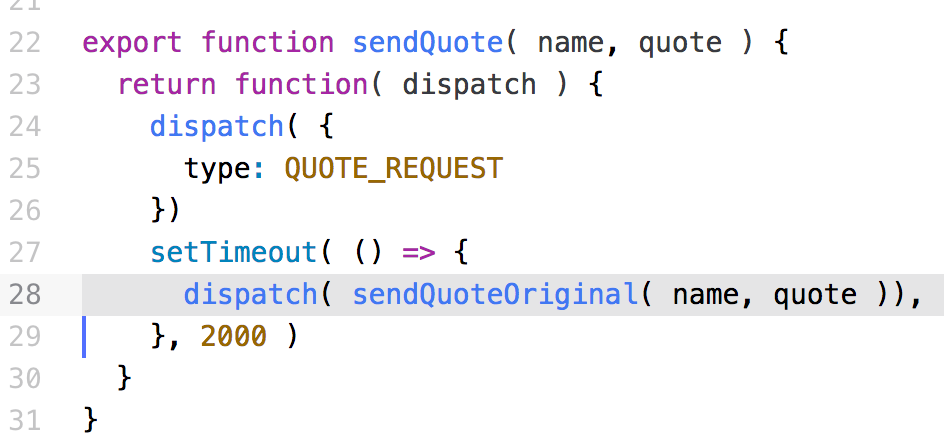 21
22 export function sendQuote( name, quote ) {
23   return function( dispatch ) {
24     dispatch( {
25       type: QUOTE_REQUEST
26     })
27     setTimeout( () => {
28       dispatch( sendQuoteOriginal( name, quote )),
29     }, 2000 )
30   }
31 }